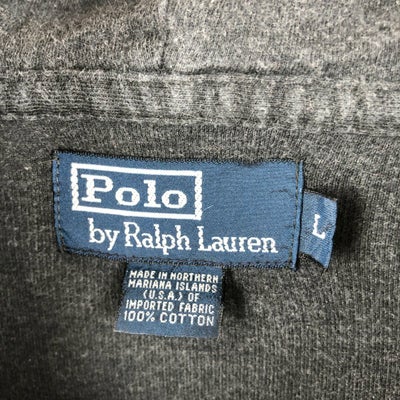 Polo
by Ralph Lauren
L
MADE IN NORTHERN
MARIANA ISLANDS
(U.S.A.) OF
IMPORTED FABRIC
100% COTTON